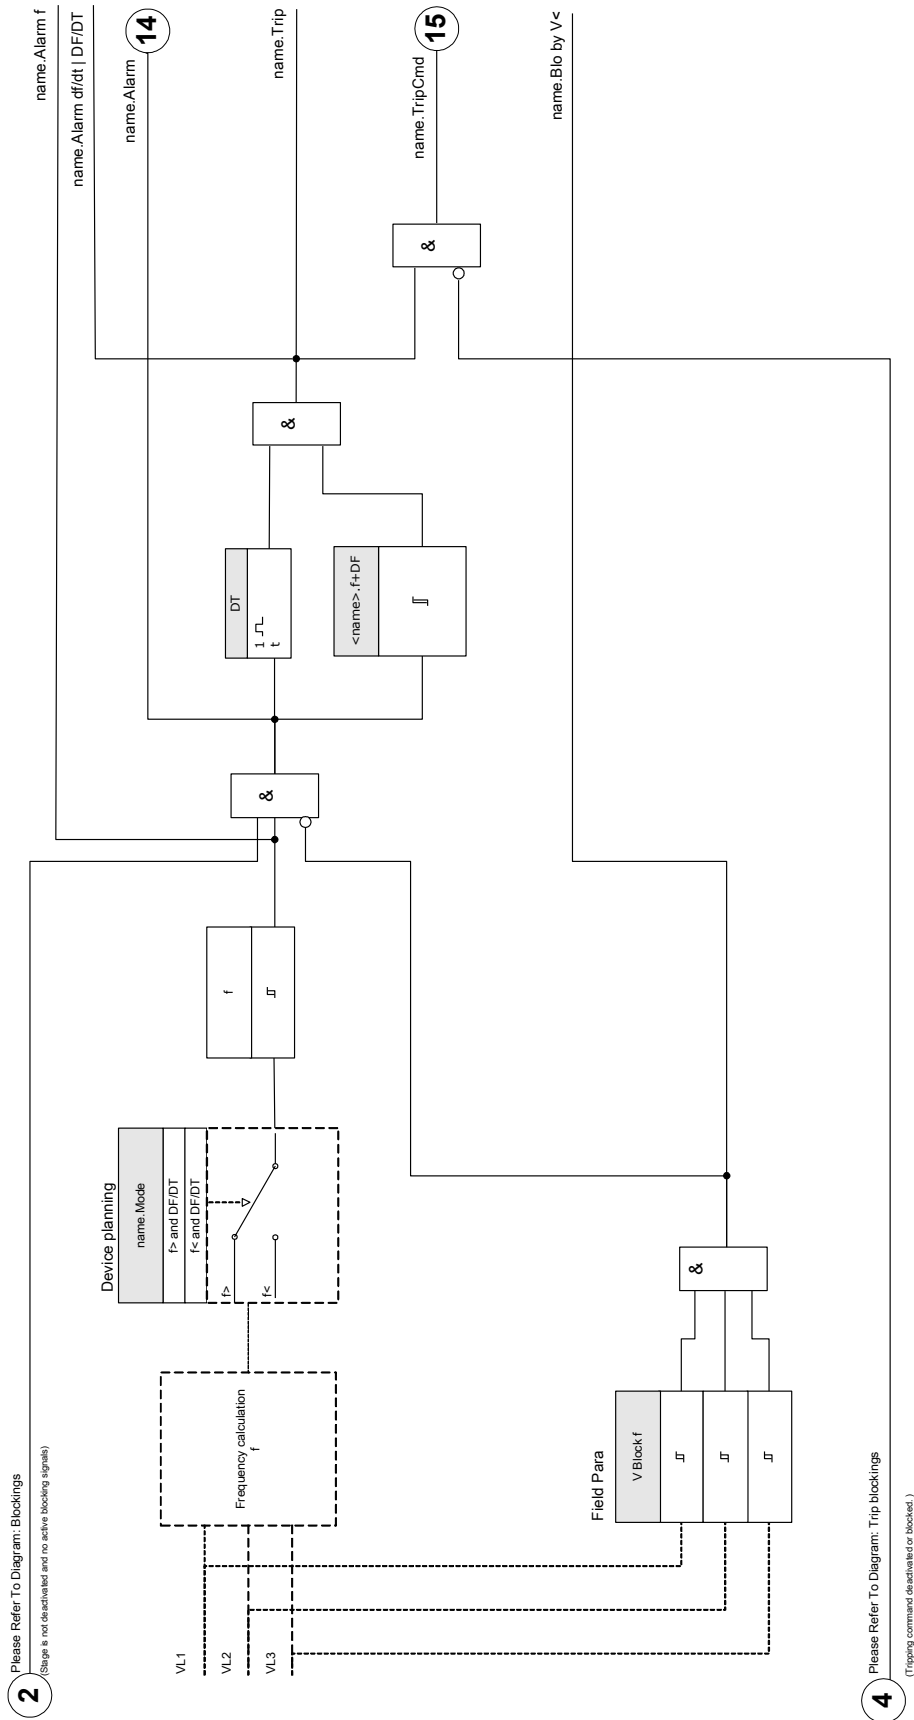 2
Please Refer To Diagram: Blockings
(Stage is not deactivated and no active blocking signals)
VL1
VL2
VL3
Frequency calculation
f
Device planning
name.Mode
f> and DF/DT
f< and DF/DT
f>
f<
f
&
DT
1
t
<name>.f+DF
&
&
name.Alarm f
name.Alarm df/dt | DF/DT
name.Alarm
14
name.Trip
name.TripCmd
15
name.Blo by V<
Field Para
V Block f
&
4
Please Refer To Diagram: Trip blockings
(Tripping command deactivated or blocked. )